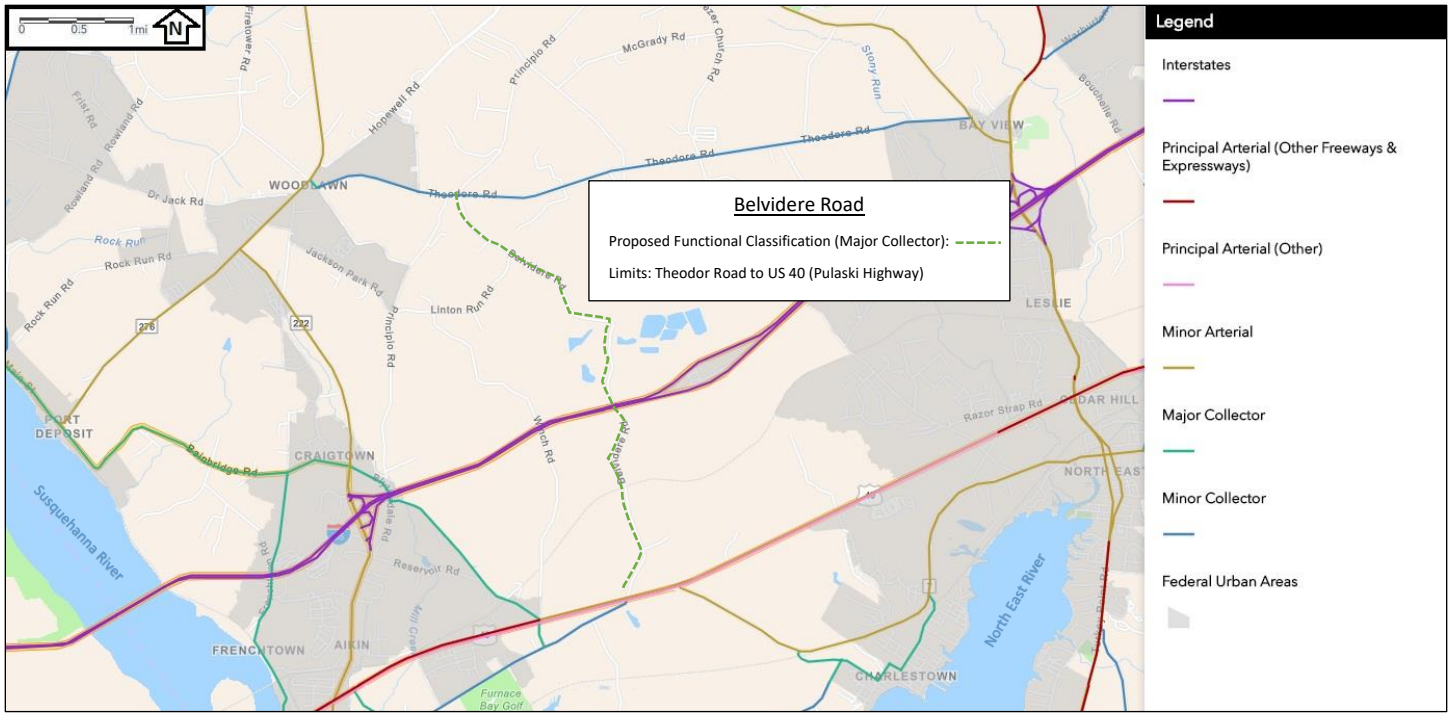 0 0.5 1mi
N
Firetower Rd
Principio Rd
McGrady Rd
Stony Run
Bouchelle Rd
Frist Rd
Rowland Rd
Hopewell Rd
BAY VIEW
Theodore Rd
Theodore Rd
Rowland Rd
Dr Jack Rd
WOODLAWN
Theodore Rd
Rock Run
Rock Run Rd
Jackson Park Rd
Belvidere Rd
Rock Run Rd
276
222
Principio Rd
Linton Run Rd
LESLIE
Main St
PORT
DEPOSIT
Razor Strap Rd
CEDAR HILL
Bainbridge Rd
CRAIGTOWN
Winch Rd
Belvidere Rd
NORTH EAST
Susquehanna River
Reservoir Rd
North East River
FRENCHTOWN
AIKIN
CHARLESTOWN
Furnace
Bay Golf
Belvidere Road
Proposed Functional Classification (Major Collector):
Limits: Theodor Road to US 40 (Pulaski Highway)
Legend
Interstates
Principal Arterial (Other Freeways &
Expressways)
Principal Arterial (Other)
Minor Arterial
Major Collector
Minor Collector
Federal Urban Areas